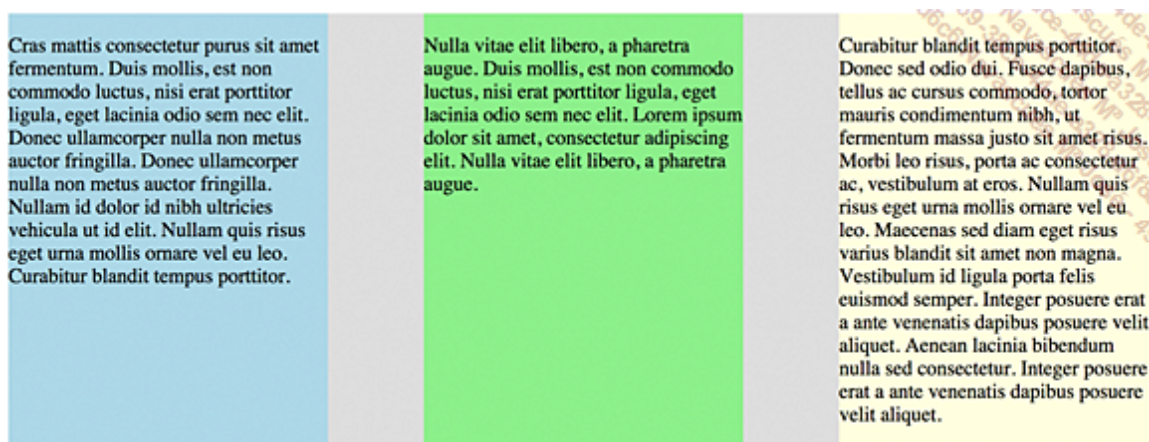 Cras mattis consectetur purus sit amet
fermentum. Duis mollis, est non
commodo luctus, nisi erat porttitor
ligula, eget lacinia odio sem nec elit.
Donec ullamcorper nulla non metus
auctor fringilla. Donec ullamcorper
nulla non metus auctor fringilla.
Nullam id dolor id nibh ultricies
vehicula ut id elit. Nullam quis risus
eget urna mollis ornare vel eu leo.
Curabitur blandit tempus porttitor.
Nulla vitae elit libero, a pharetra
augue. Duis mollis, est non commodo
luctus, nisi erat porttitor ligula, eget
lacinia odio sem nec elit. Lorem ipsum
dolor sit amet, consectetur adipiscing
elit. Nulla vitae elit libero, a pharetra
augue.
Curabitur blandit tempus porttitor.
Donec sed odio dui. Fusce dapibus,
tellus ac cursus commodo, tortor
mauris condimentum nibh, ut
fermentum massa justo sit amet risus.
Morbi leo risus, porta ac consectetur
ac, vestibulum at eros. Nullam quis
risus eget urna mollis ornare vel eu
leo. Maecenas sed diam eget risus
varius blandit sit amet non magna.
Vestibulum id ligula porta felis
euismod semper. Integer posuere erat
a ante venenatis dapibus posuere velit
aliquet. Aenean lacinia bibendum
nulla sed consectetur. Integer posuere
erat a ante venenatis dapibus posuere
velit aliquet.